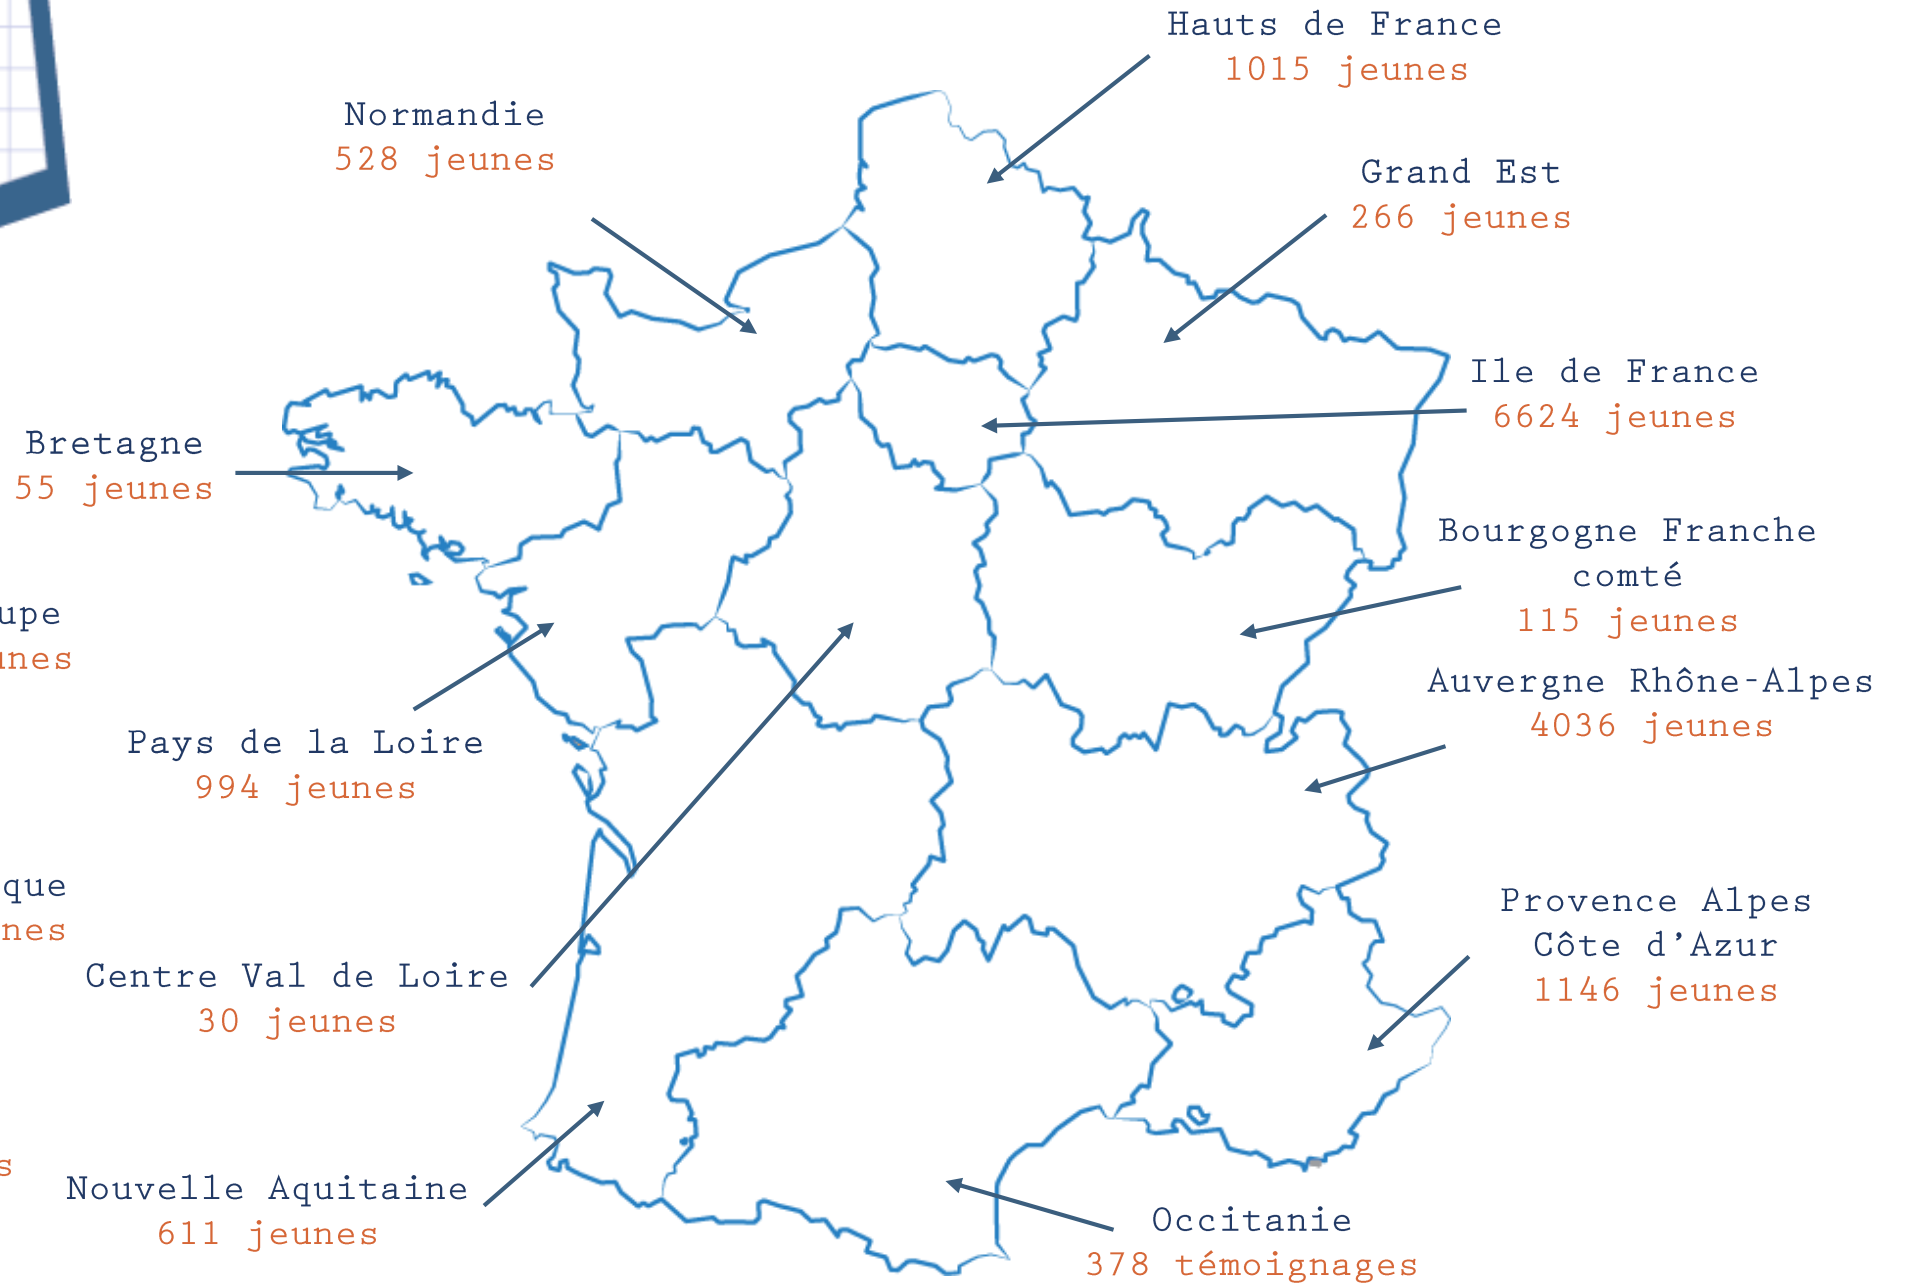 Hauts de France
1015 jeunes
Normandie
528 jeunes
Grand Est
266 jeunes
Ile de France
6624 jeunes
Bretagne
55 jeunes
Bourgogne Franche
comté
115 jeunes
Auvergne Rhône-Alpes
4036 jeunes
Pays de la Loire
994 jeunes
Provence Alpes
Côte d'Azur
1146 jeunes
Centre Val de Loire
30 jeunes
Nouvelle Aquitaine
611 jeunes
Occitanie
378 témoignages